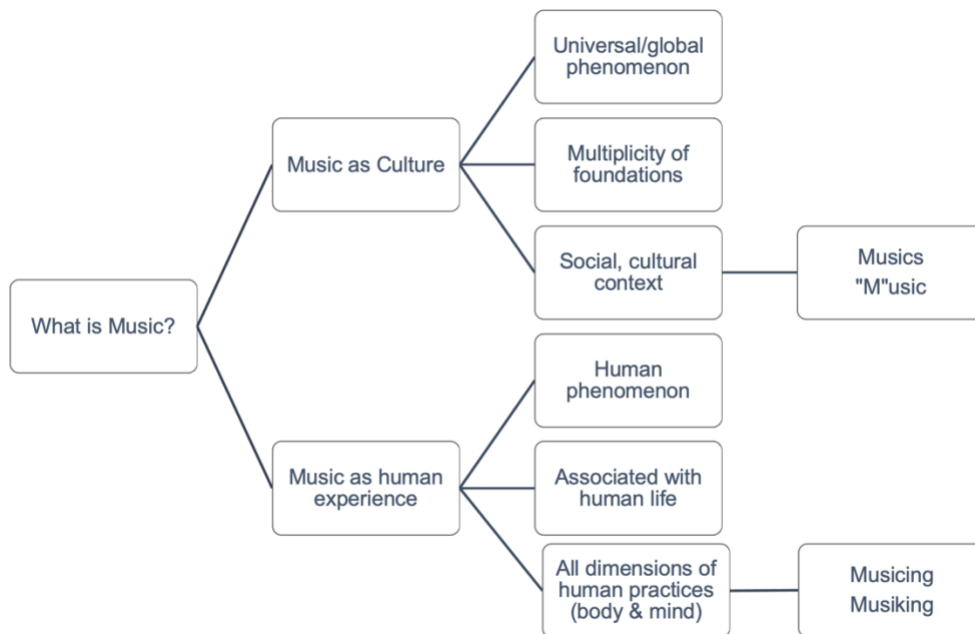 What is Music?
Music as Culture
Universal/global
phenomenon
Multiplicity of
foundations
Social, cultural
context
Musics
"M"usic
Music as human
experience
Human
phenomenon
Associated with
human life
All dimensions of
human practices
(body & mind)
Musicing
Musiking